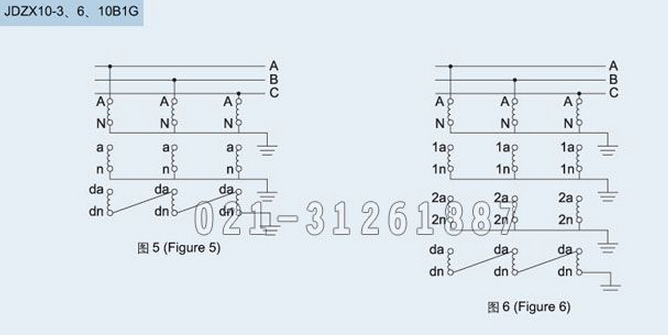 JDZX10-3、6、10B1G
A
B
C
A A A
N N N
a a a
n n n
da da da
dn dn dn
图 5 (Figure 5)
A
B
C
A A A
N N N
1a 1a 1a
1n 1n 1n
2a 2a 2a
2n 2n 2n
da da da
dn dn dn
图 6 (Figure 6)
021-31261887